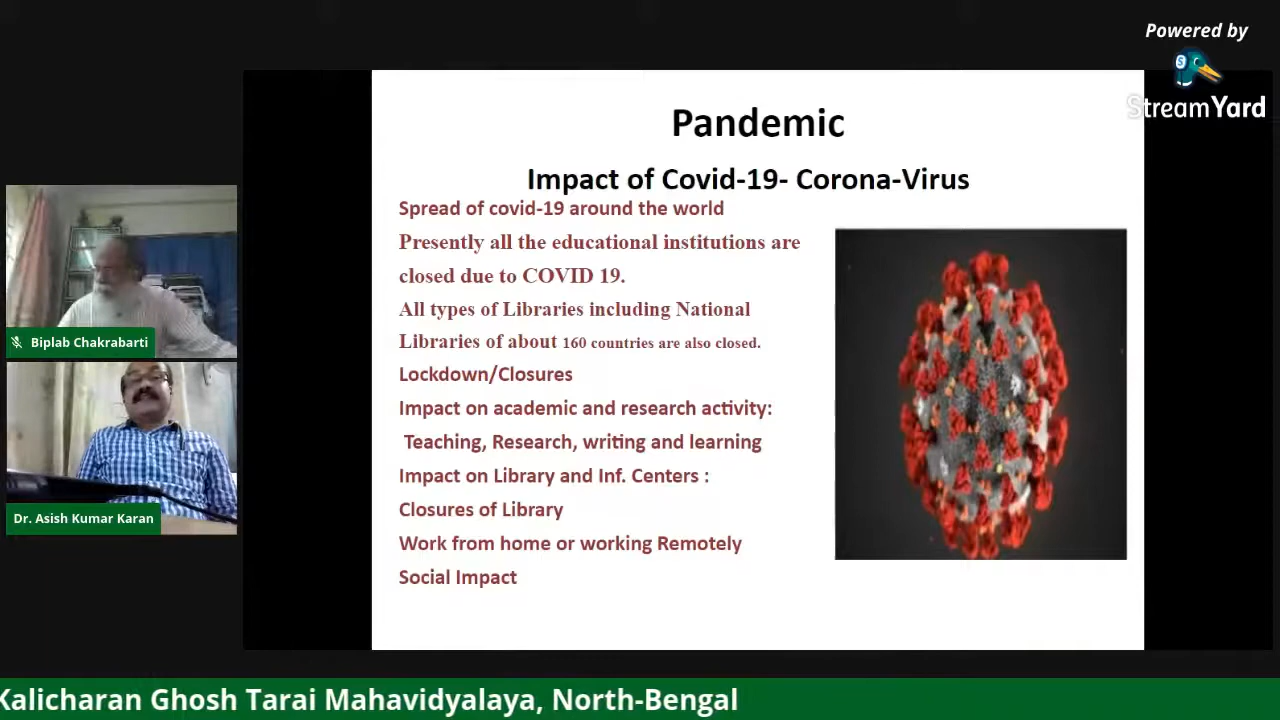 Powered by
StreamYard
Pandemic
Impact of Covid-19- Corona-Virus
Spread of covid-19 around the world
Presently all the educational institutions are
closed due to COVID 19.
All types of Libraries including National
Libraries of about 160 countries are also closed.
Lockdown/Closures
Impact on academic and research activity:
Teaching, Research, writing and learning
Impact on Library and Inf. Centers :
Closures of Library
Work from home or working Remotely
Social Impact
Biplab Chakrabarti
Dr. Asish Kumar Karan
Kalicharan Ghosh Tarai Mahavidyalaya, North-Bengal